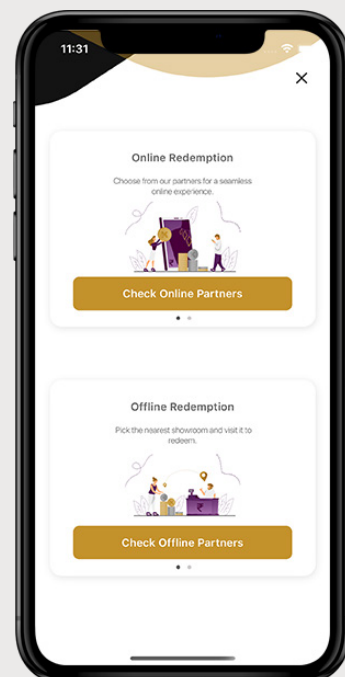 11:31
Online Redemption
Choose from our partners for a seamless
online experience.
Check Online Partners
Offline Redemption
Pick the nearest showroom and visit it to
redeem.
₹
Check Offline Partners